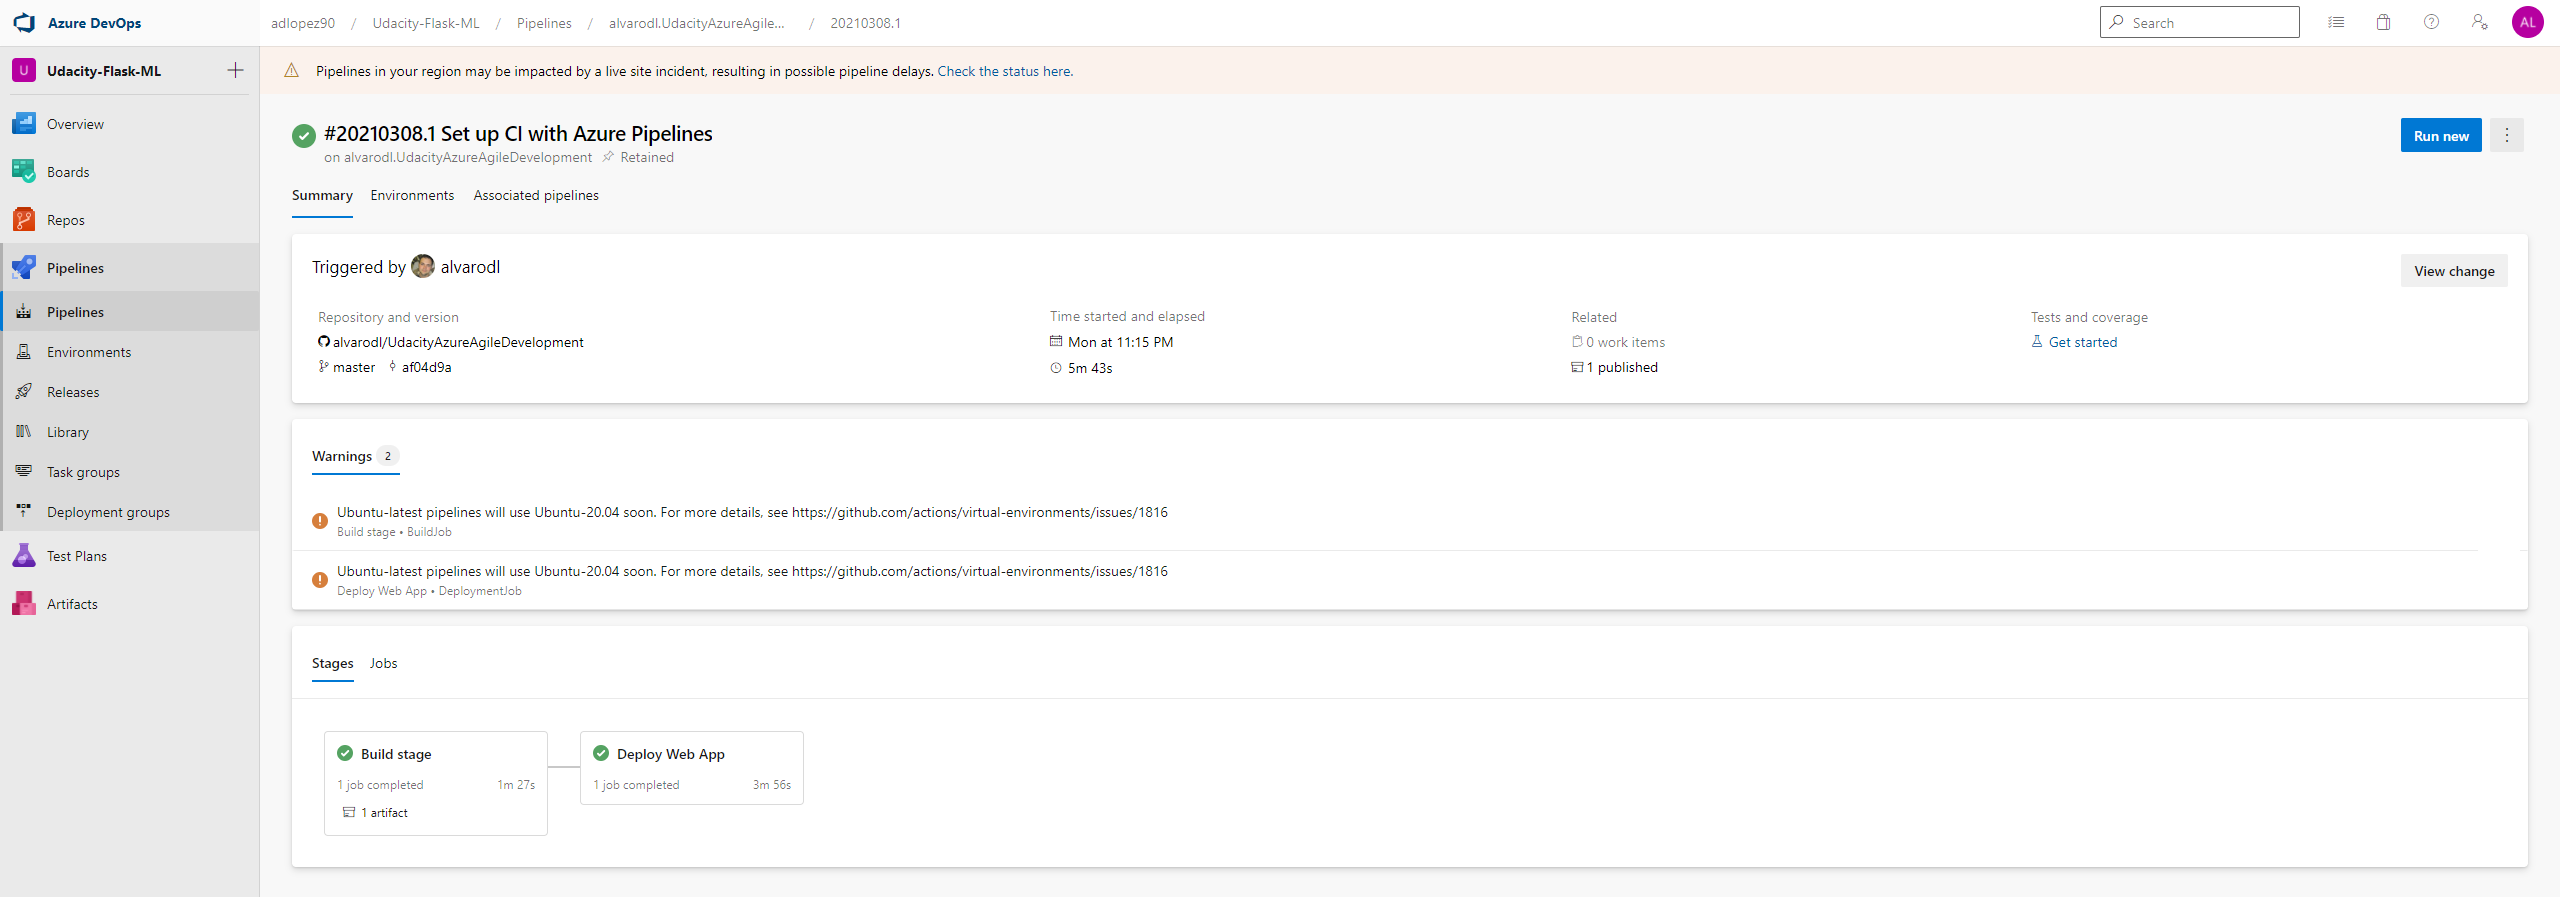 Azure DevOps
adlopez90 / Udacity-Flask-ML / Pipelines / alvarodl.UdacityAzureAgile... / 20210308.1
Search
AL
U Udacity-Flask-ML
Pipelines in your region may be impacted by a live site incident, resulting in possible pipeline delays. Check the status here.
Overview
Boards
Repos
Pipelines
Pipelines
Environments
Releases
Library
Task groups
Deployment groups
Test Plans
Artifacts
#20210308.1 Set up CI with Azure Pipelines
on alvarodl.UdacityAzureAgileDevelopment Retained
Run new
Summary Environments Associated pipelines
Triggered by alvarodl
View change
Repository and version
alvarodl/UdacityAzureAgileDevelopment
master af04d9a
Time started and elapsed
Mon at 11:15 PM
5m 43s
Related
0 work items
1 published
Tests and coverage
Get started
Warnings 2
Ubuntu-latest pipelines will use Ubuntu-20.04 soon. For more details, see https://github.com/actions/virtual-environments/issues/1816
Build stage • BuildJob
Ubuntu-latest pipelines will use Ubuntu-20.04 soon. For more details, see https://github.com/actions/virtual-environments/issues/1816
Deploy Web App • DeploymentJob
Stages Jobs
Build stage
1 job completed 1m 27s
1 artifact
Deploy Web App
1 job completed 3m 56s